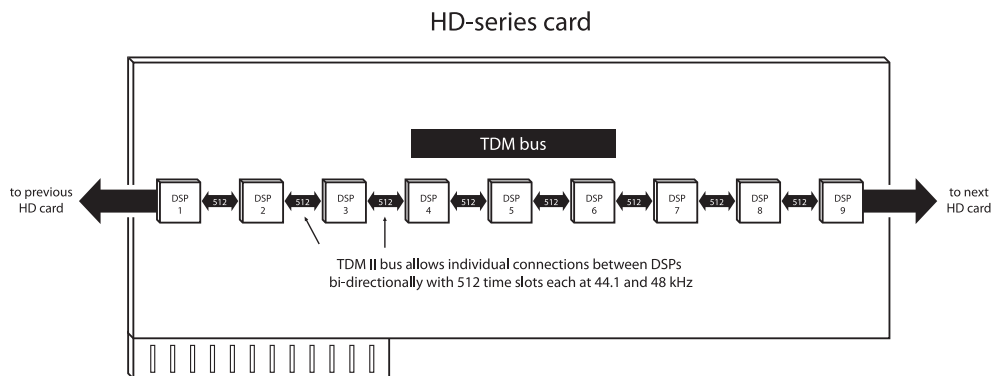 HD-series card
TDM bus
to previous
HD card
DSP
1
512
DSP
2
512
DSP
3
512
DSP
4
512
DSP
5
512
DSP
6
512
DSP
7
512
DSP
8
512
DSP
9
to next
HD card
TDM II bus allows individual connections between DSPs
bi-directionally with 512 time slots each at 44.1 and 48 kHz